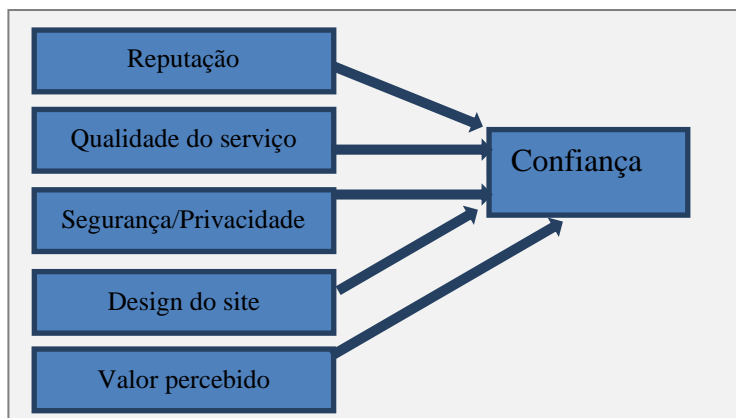 Reputação
Qualidade do serviço
Confiança
Segurança/Privacidade
Design do site
Valor percebido